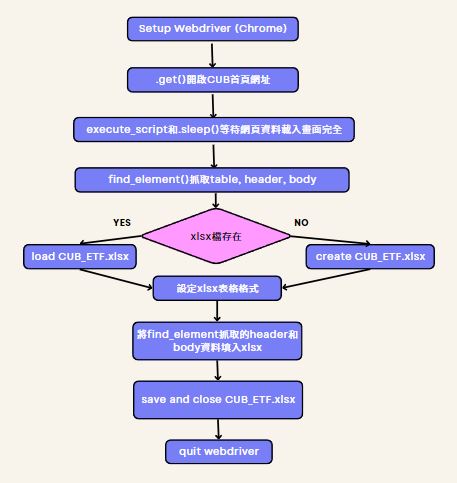 Setup Webdriver (Chrome)
.get()開啟CUB首頁網址
execute_script和.sleep()等待網頁資料載入畫面完全
find_element()抓取table, header, body
YES
xlsx檔存在
NO
load CUB_ETF.xlsx
create CUB_ETF.xlsx
設定xlsx表格格式
將find_element抓取的header和
body資料填入xlsx
save and close CUB_ETF.xlsx
quit webdriver